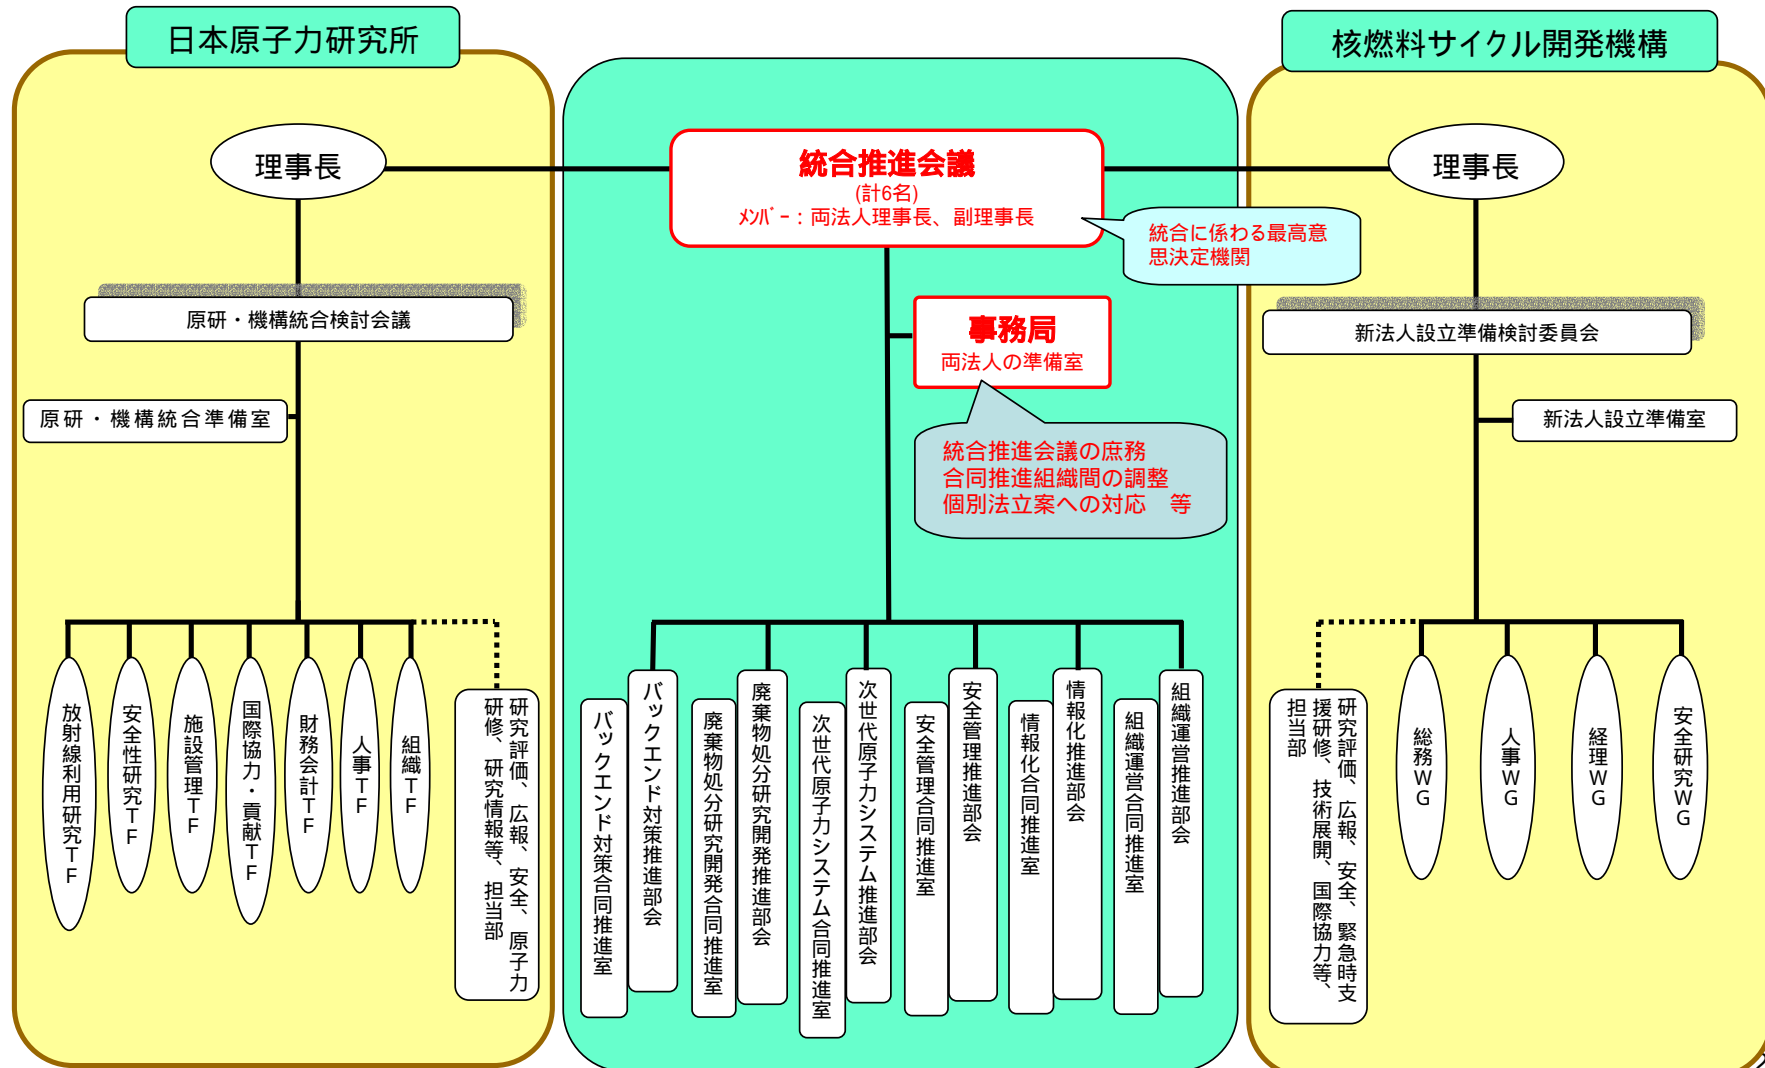 日本原子力研究所
理事長
原研・機構統合検討会議
原研・機構統合準備室
放射線利用研究TF
安全性研究TF
施設管理TF
国際協力・貢献TF
財務会計TF
人事TF
組織TF
研究評価、広報、安全、原子力
研修、研究情報等、担当部
統合推進会議
(計6名)
ﾒﾝﾊﾞｰ：両法人理事長、副理事長
統合に係わる最高意
思決定機関
事務局
両法人の準備室
統合推進会議の庶務
合同推進組織間の調整
個別法立案への対応　等
バックエンド対策推進部会
バックエンド対策合同推進室
廃棄物処分研究開発推進部会
廃棄物処分研究開発合同推進室
次世代原子力システム推進部会
次世代原子力システム合同推進室
安全管理推進部会
安全管理合同推進室
情報化推進部会
情報化合同推進室
組織運営推進部会
組織運営合同推進室
核燃料サイクル開発機構
理事長
新法人設立準備検討委員会
新法人設立準備室
研究評価、広報、安全、緊急時支
援研修、技術展開、国際協力等、
担当部
総務WG
人事WG
経理WG
安全研究WG